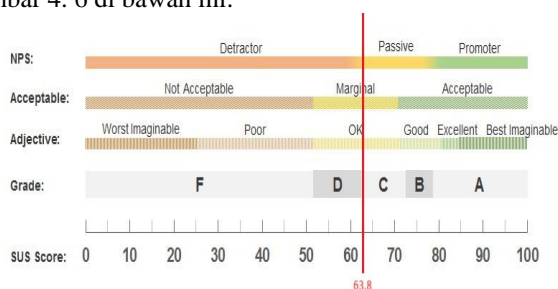 bar 4. 6 di bawah ini.
Detractor Passive Promoter
NPS:
Not Acceptable Marginal Acceptable
Acceptable:
Worst Imaginable Poor OK Good Excellent Best Imaginable
Adjective:
Grade: F D C B A
SUS Score: 0 10 20 30 40 50 60 70 80 90 100
63.8